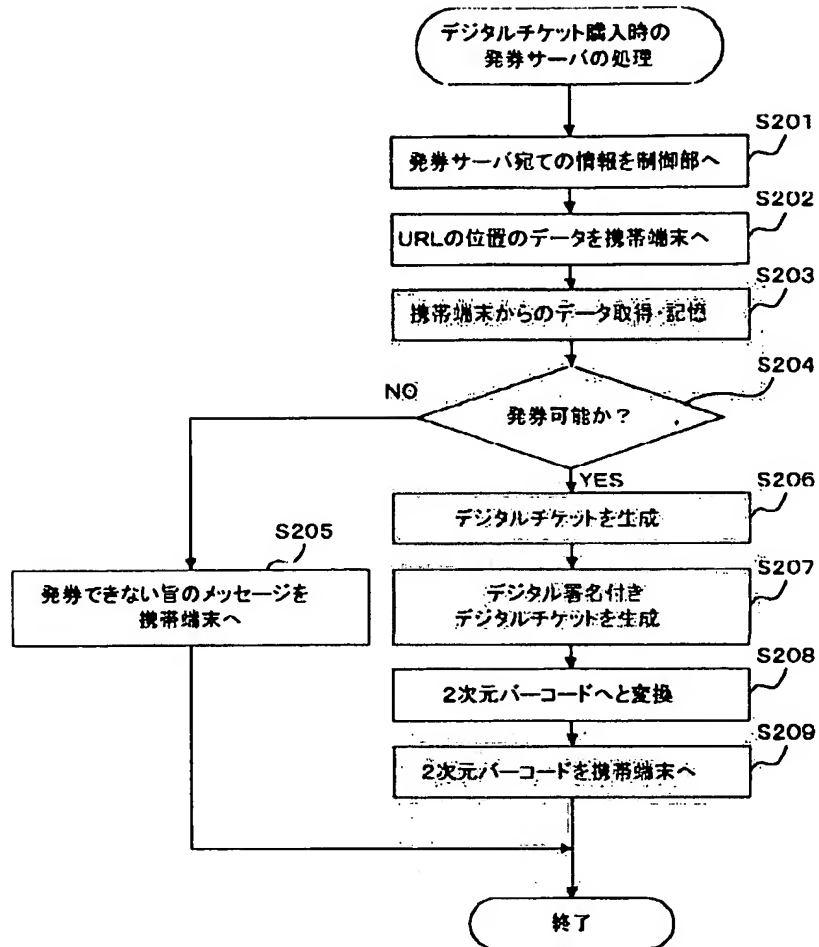 デジタルチケット購入時の
発券サーバの処理
S201
発券サーバ宛ての情報を制御部へ
S202
URLの位置のデータを携帯端末へ
S203
携帯端末からのデータ取得・記憶
S204
NO
発券可能か？
YES
S206
デジタルチケットを生成
S205
発券できない旨のメッセージを
携帯端末へ
S207
デジタル署名付き
デジタルチケットを生成
S208
2次元バーコードへと変換
S209
2次元バーコードを携帯端末へ
終了